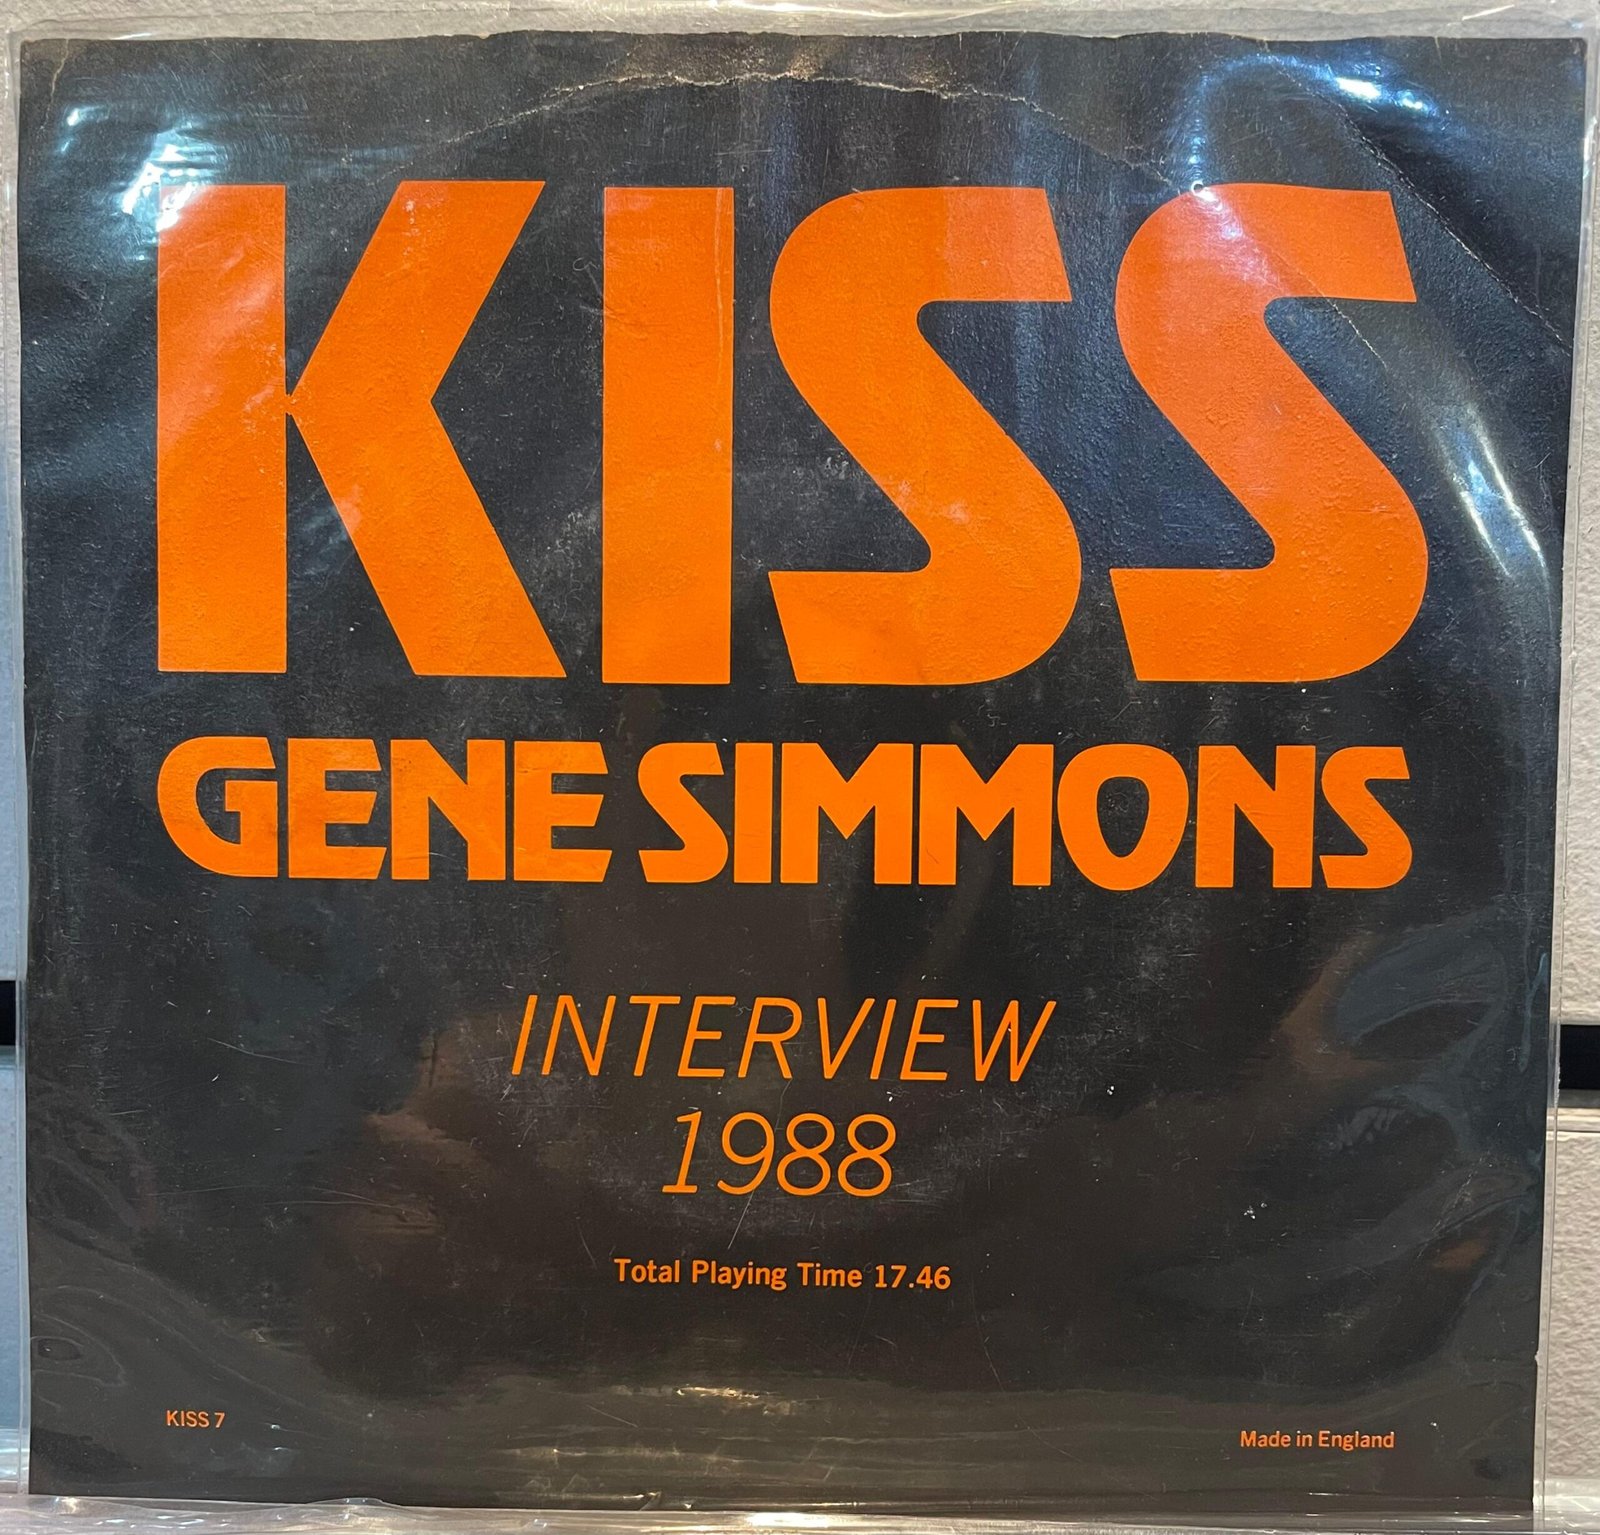 KISS
GENE SIMMONS
INTERVIEW
1988
Total Playing Time 17.46
KISS 7
Made in England